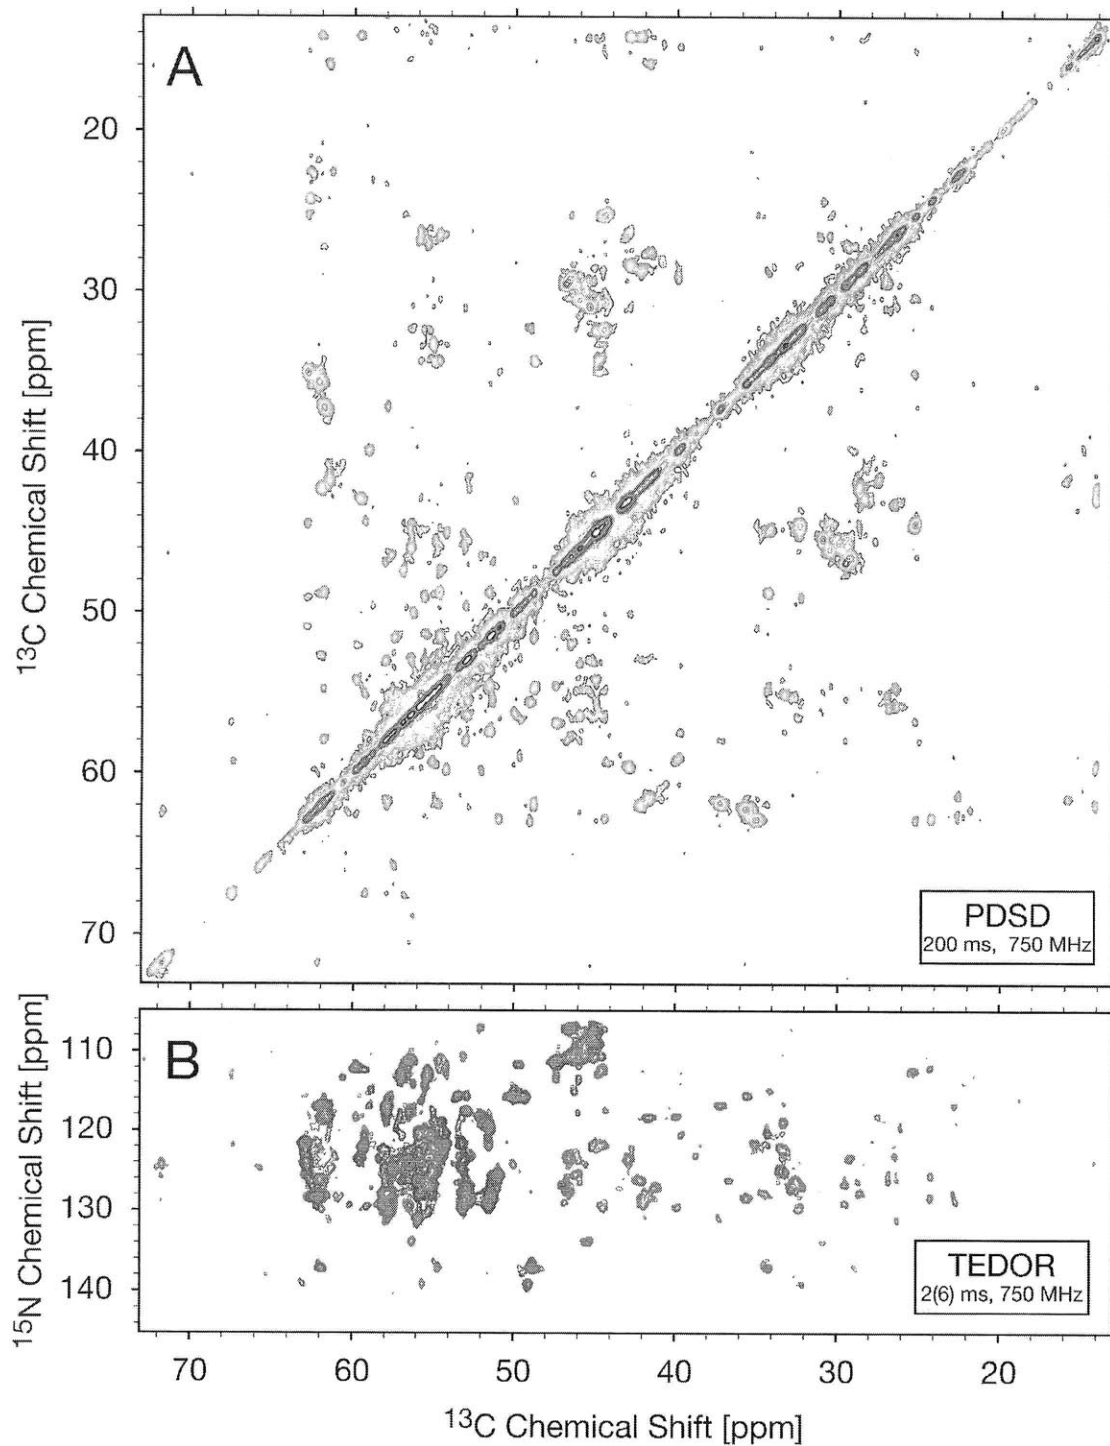 A
20
30
40
50
60
70
¹³C Chemical Shift [ppm]
PDSD
200 ms, 750 MHz
B
110
120
130
140
¹⁵N Chemical Shift [ppm]
TEDOR
2(6) ms, 750 MHz
70 60 50 40 30 20
¹³C Chemical Shift [ppm]